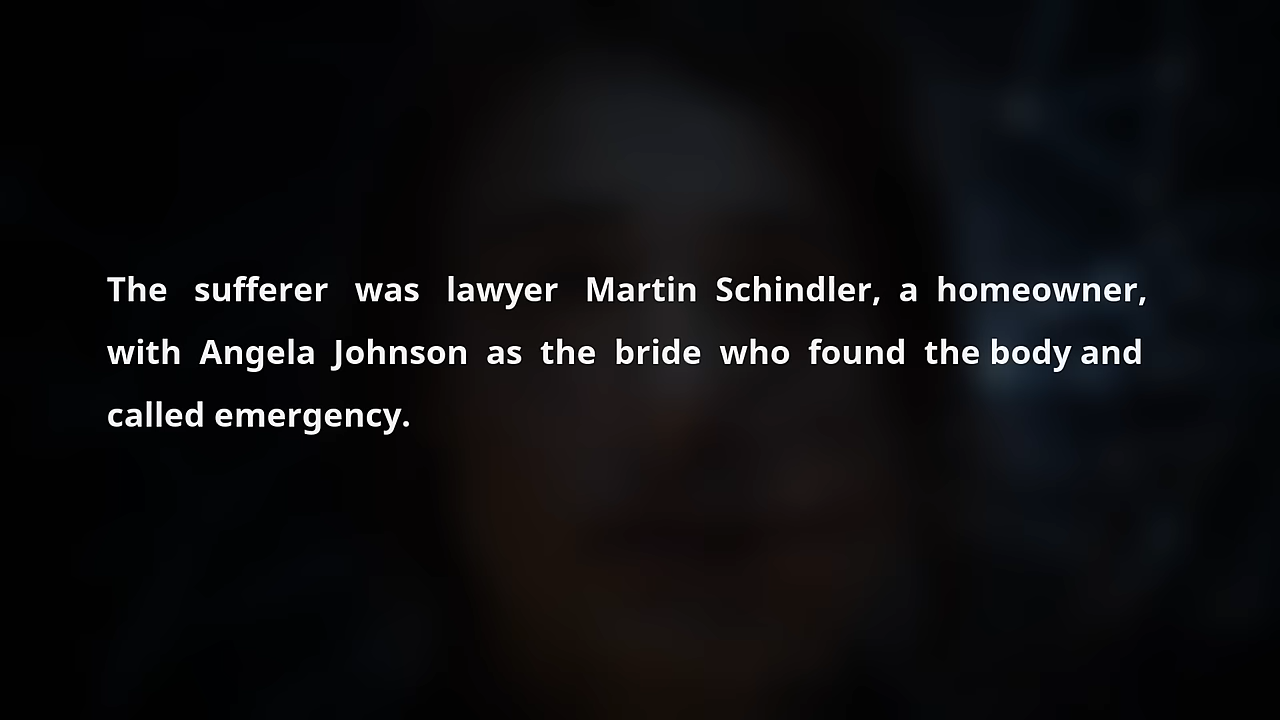 The sufferer was lawyer Martin Schindler, a homeowner,
with Angela Johnson as the bride who found the body and
called emergency.